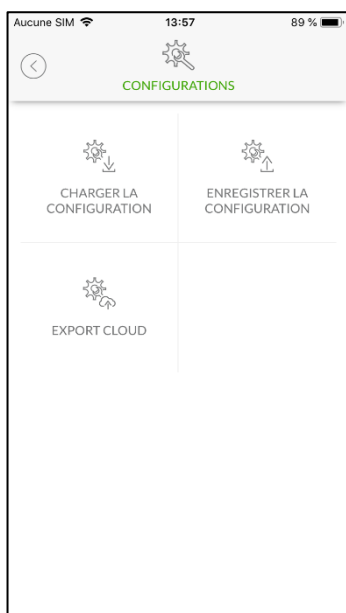 Aucune SIM 13:57 89 %
CONFIGURATIONS
CHARGER LA
CONFIGURATION
ENREGISTRER LA
CONFIGURATION
EXPORT CLOUD